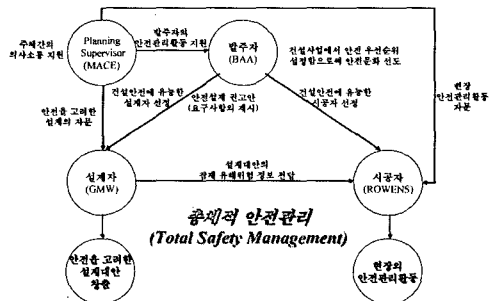 주체간의
의사소통 지원
Planning
Supervisor
(MACE)
발주자의
안전관리활동 지원
발주자
(BAA)
건설사업에서 안전 우선순위
설정함으로써 안전문화 선도
안전을 고려한
설계의 자문
건설안전에 유능한
설계자 선정
안전설계 권고안
(요구사항의 제시)
건설안전에 유능한
시공자 선정
현장
안전관리활동
자문
설계자
(GMW)
설계대안의
잠재 유해위험 정보 전달
시공자
(ROWENS)
총체적 안전관리
(Total Safety Management)
안전을 고려한
설계대안
창출
현장의
안전관리활동